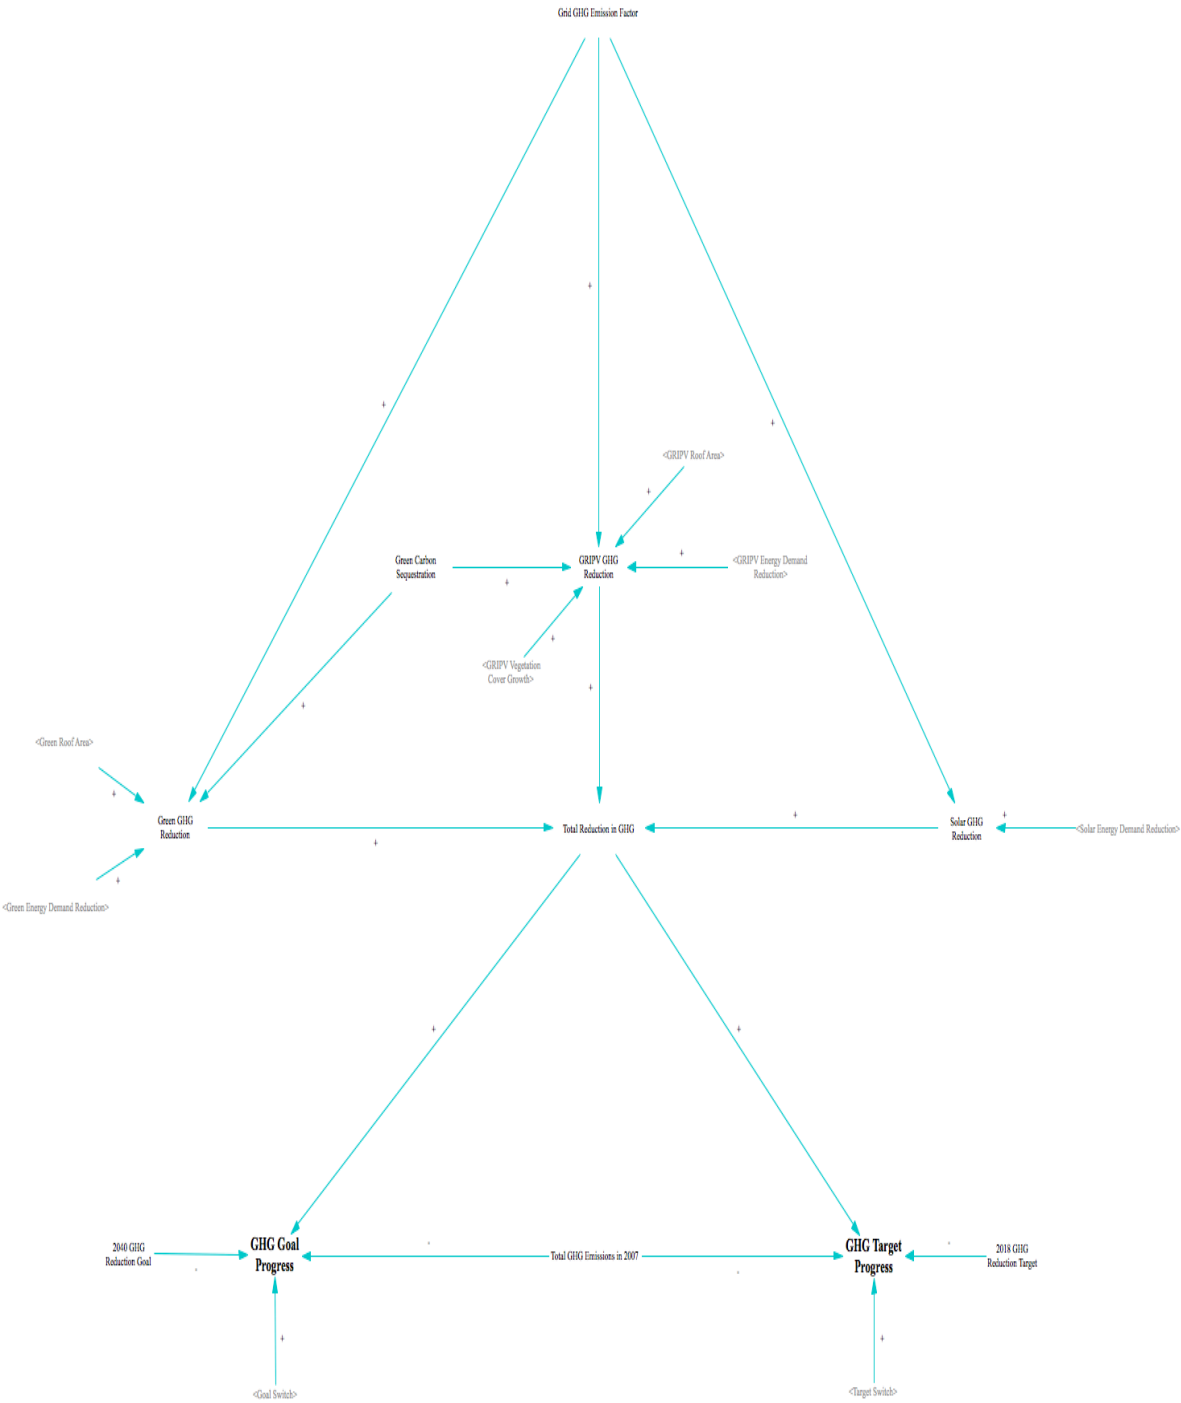 Grid GHG Emission Factor
+
+
+
<GRIPV Roof Area>
+
+
Green Carbon
Sequestration
+
GRIPV GHG
Reduction
<GRIPV Energy Demand
Reduction>
+
<GRIPV Vegetation
Cover Growth>
+
+
<Green Roof Area>
+
Green GHG
Reduction
+
Total Reduction in GHG
+
Solar GHG
Reduction
+
<Solar Energy Demand Reduction>
+
<Green Energy Demand Reduction>
+
+
2040 GHG
Reduction Goal
-
GHG Goal
Progress
-
Total GHG Emissions in 2007
-
GHG Target
Progress
-
2018 GHG
Reduction Target
+
+
<Goal Switch>
<Target Switch>